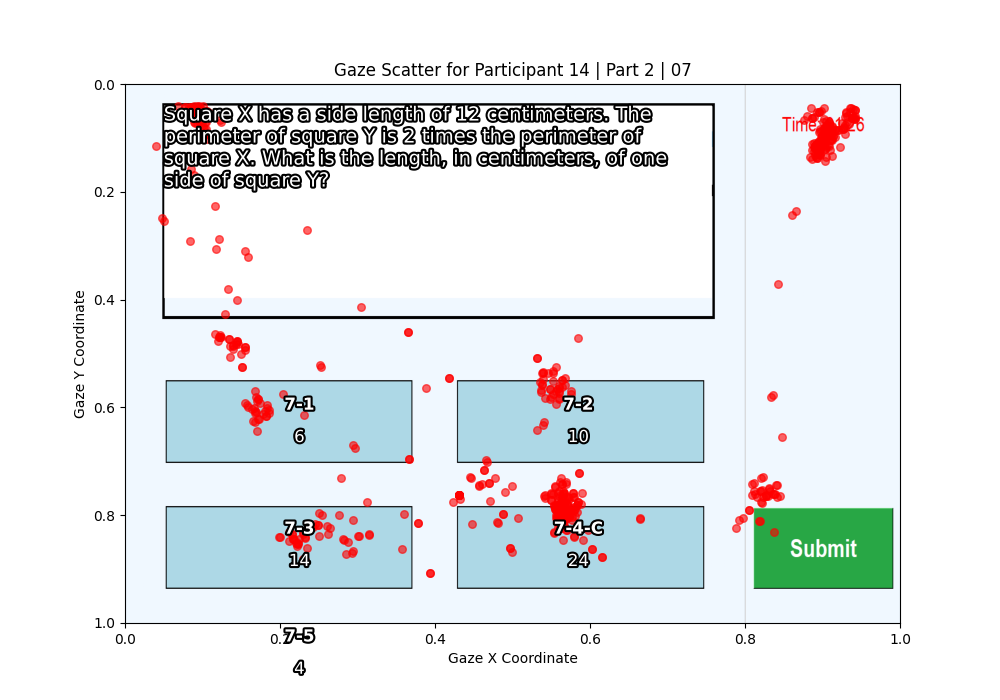 Gaze Scatter for Participant 14 | Part 2 | 07
Square X has a side length of 12 centimeters. The
perimeter of square Y is 2 times the perimeter of
square X. What is the length, in centimeters, of one
side of square Y?
Time
26
7-1
6
7-2
10
7-3
14
7-4-C
24
Submit
7-5
4
0.0
0.2
0.4
0.6
0.8
1.0
Gaze Y Coordinate
0.0
0.2
0.4
0.6
0.8
1.0
Gaze X Coordinate